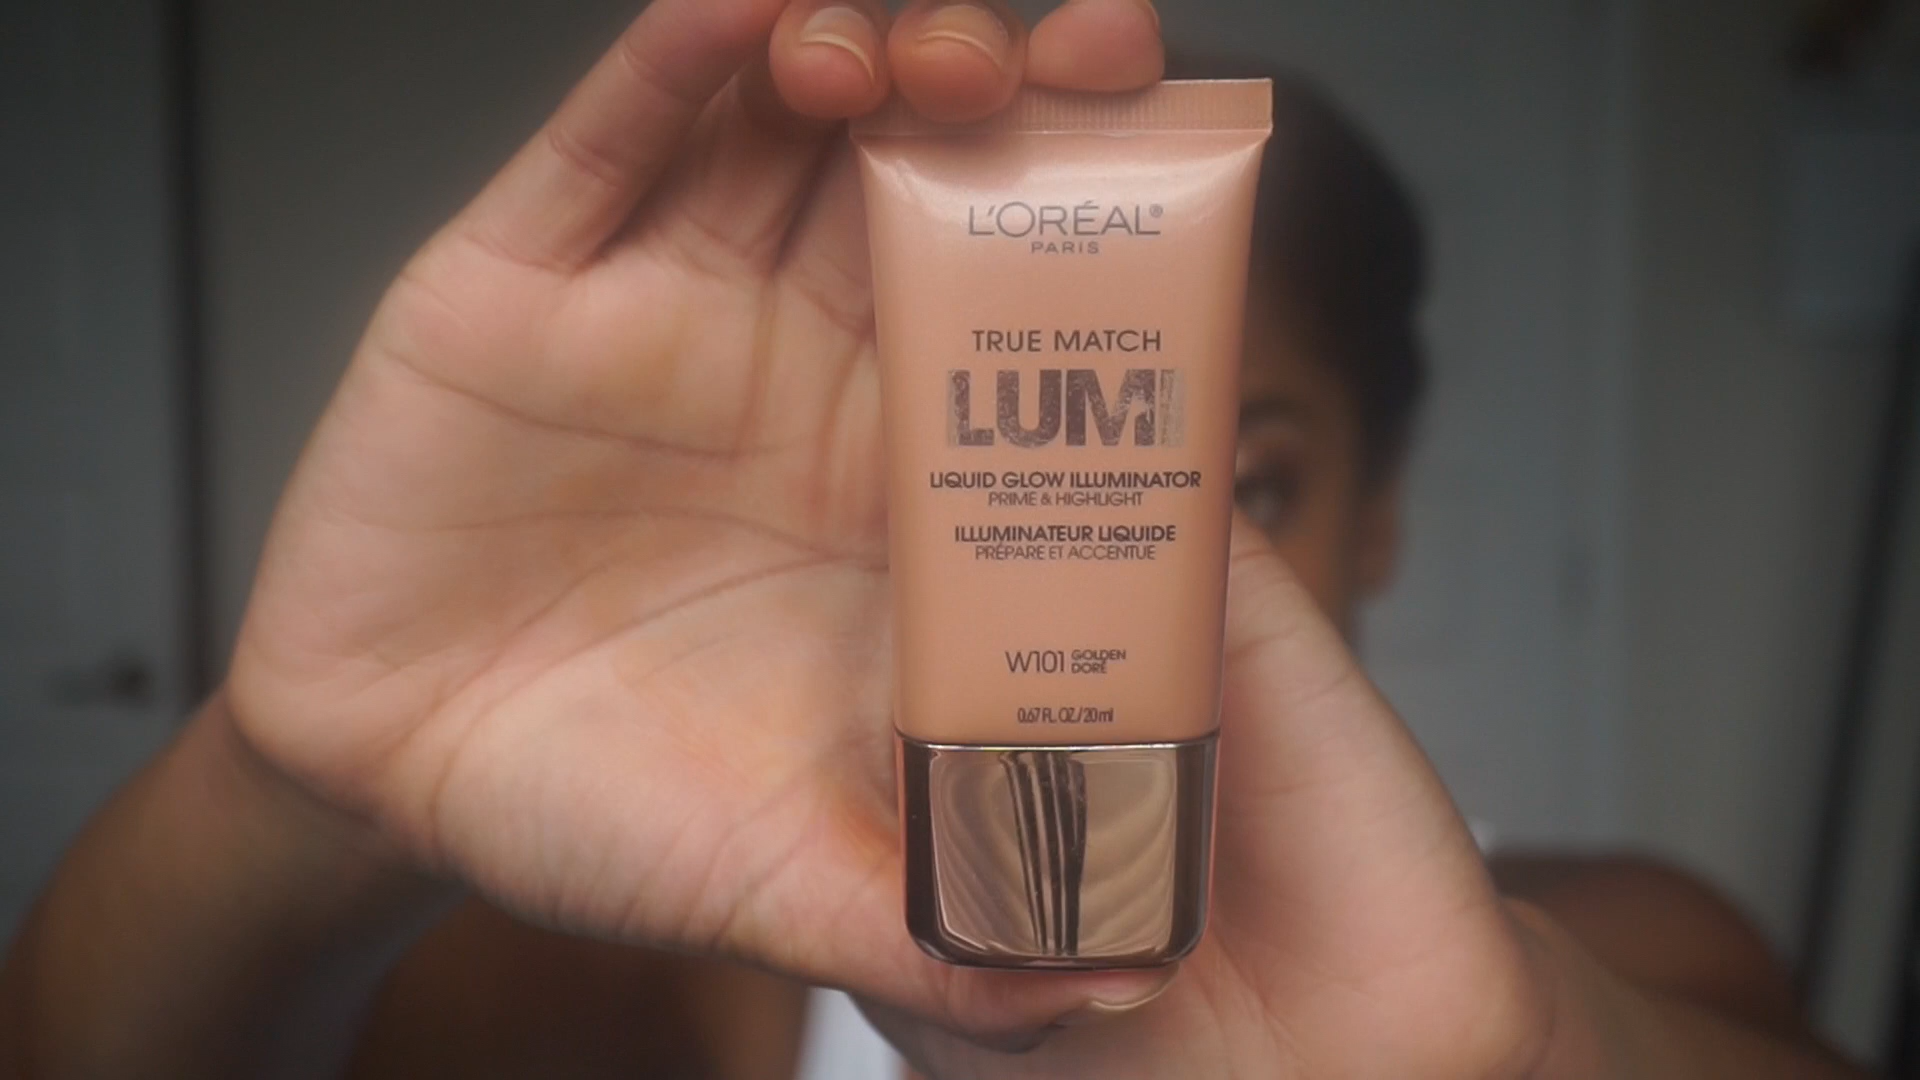 L'ORÉAL®
PARIS
TRUE MATCH
LUMI
LIQUID GLOW ILLUMINATOR
PRIME & HIGHLIGHT
ILLUMINATEUR LIQUIDE
PRÉPARE ET ACCENTUE
W101 GOLDEN
DORÉ
0.67 FL. OZ./20 ml